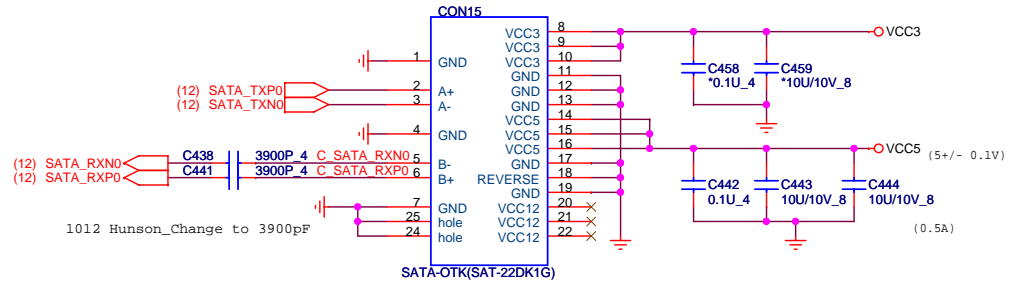 CON15
1 GND
(12) SATA_TXP0 2 A+
(12) SATA_TXN0 3 A-
4 GND
(12) SATA_RXN0 C438 3900P_4 C_SATA_RXN0 5 B-
(12) SATA_RXP0 C441 3900P_4 C_SATA_RXP0 6 B+
7 GND
25 hole
24 hole
1012 Hunson_Change to 3900pF
VCC3 8
VCC3 9
VCC3 10
GND 11
GND 12
GND 13
VCC5 14
VCC5 15
VCC5 16
GND 17
REVERSE 18
GND 19
VCC12 20
VCC12 21
VCC12 22
SATA-OTK(SAT-22DK1G)
VCC3
C458
*0.1U_4
C459
*10U/10V_8
VCC5
(5+/- 0.1V)
C442
0.1U_4
C443
10U/10V_8
C444
10U/10V_8
(0.5A)